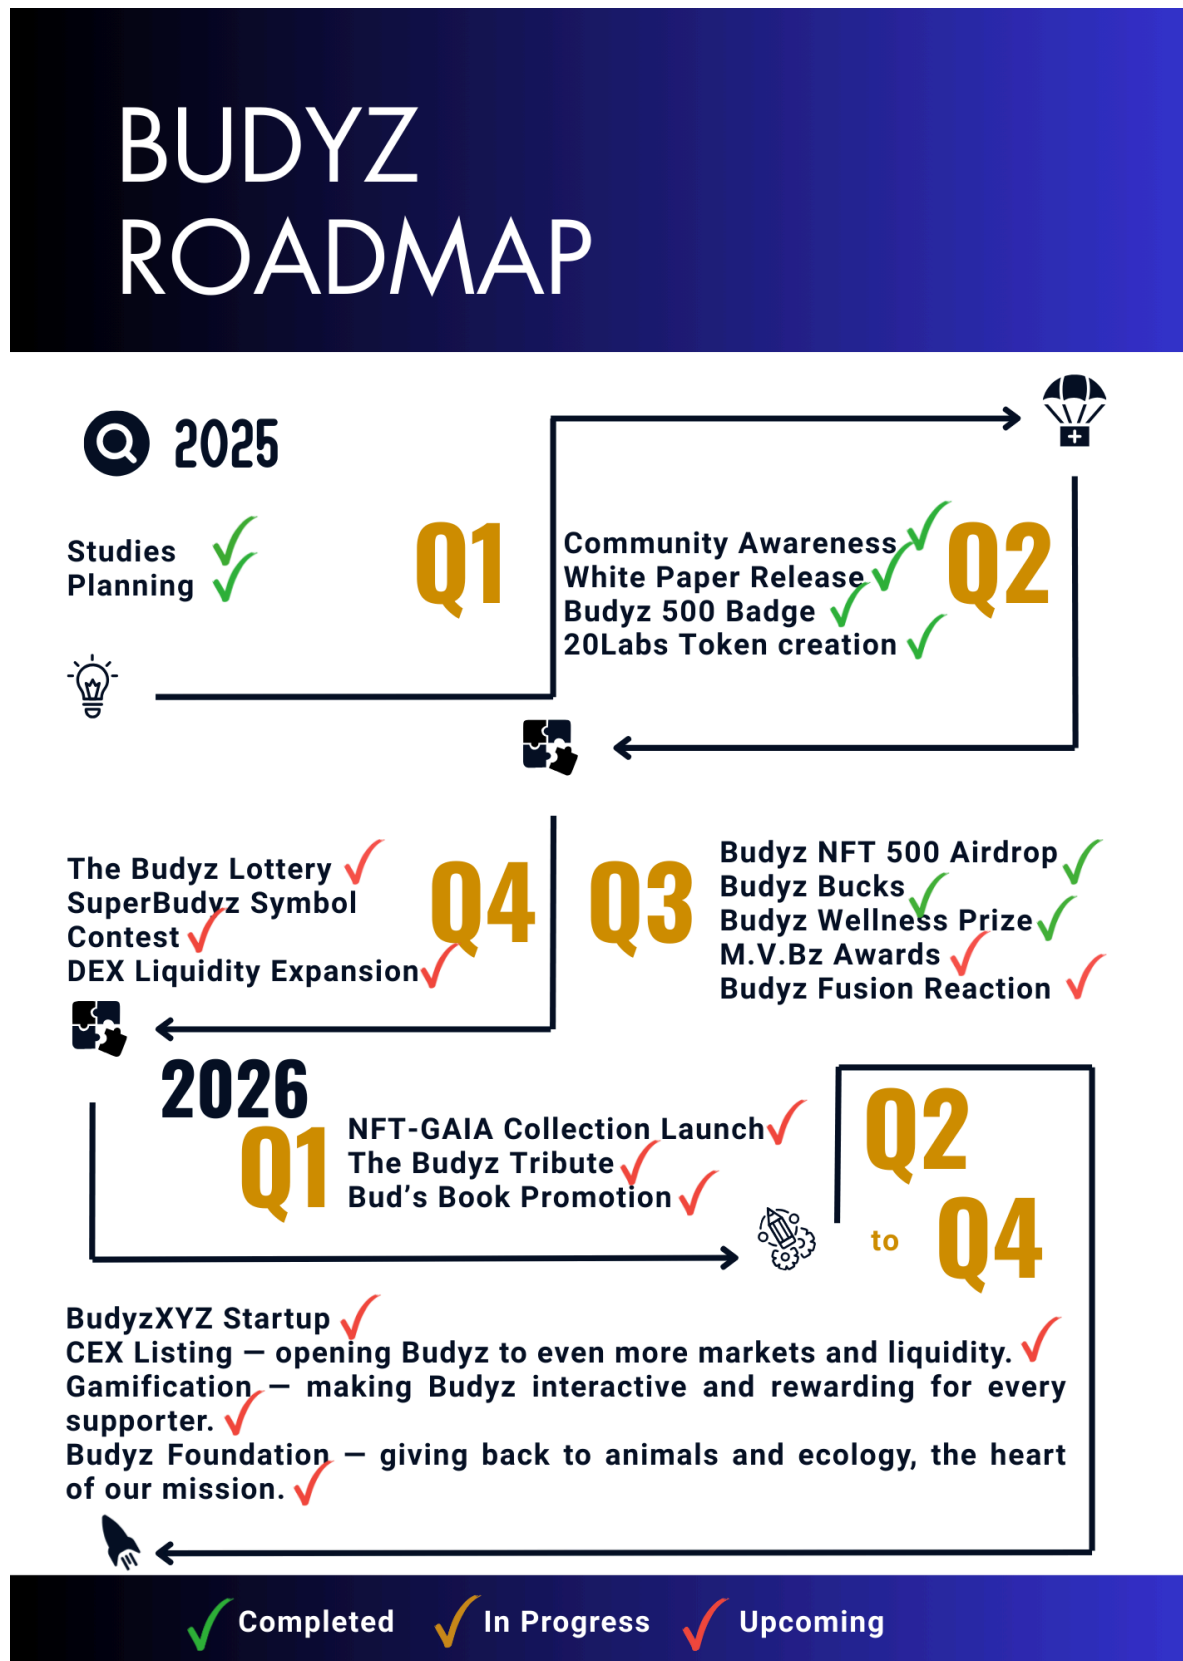 BUDYZ
ROADMAP
2025
Studies
Planning
Q1
Community Awareness
White Paper Release
Budyz 500 Badge
20Labs Token creation
Q2
Budyz NFT 500 Airdrop
Budyz Bucks
Budyz Wellness Prize
M.V.Bz Awards
Budyz Fusion Reaction
Q3
The Budyz Lottery
SuperBudyz Symbol
Contest
DEX Liquidity Expansion
Q4
2026
Q1
NFT-GAIA Collection Launch
The Budyz Tribute
Bud’s Book Promotion
Q2
to Q4
BudyzXYZ Startup
CEX Listing — opening Budyz to even more markets and liquidity.
Gamification — making Budyz interactive and rewarding for every
supporter.
Budyz Foundation — giving back to animals and ecology, the heart
of our mission.
Completed In Progress Upcoming